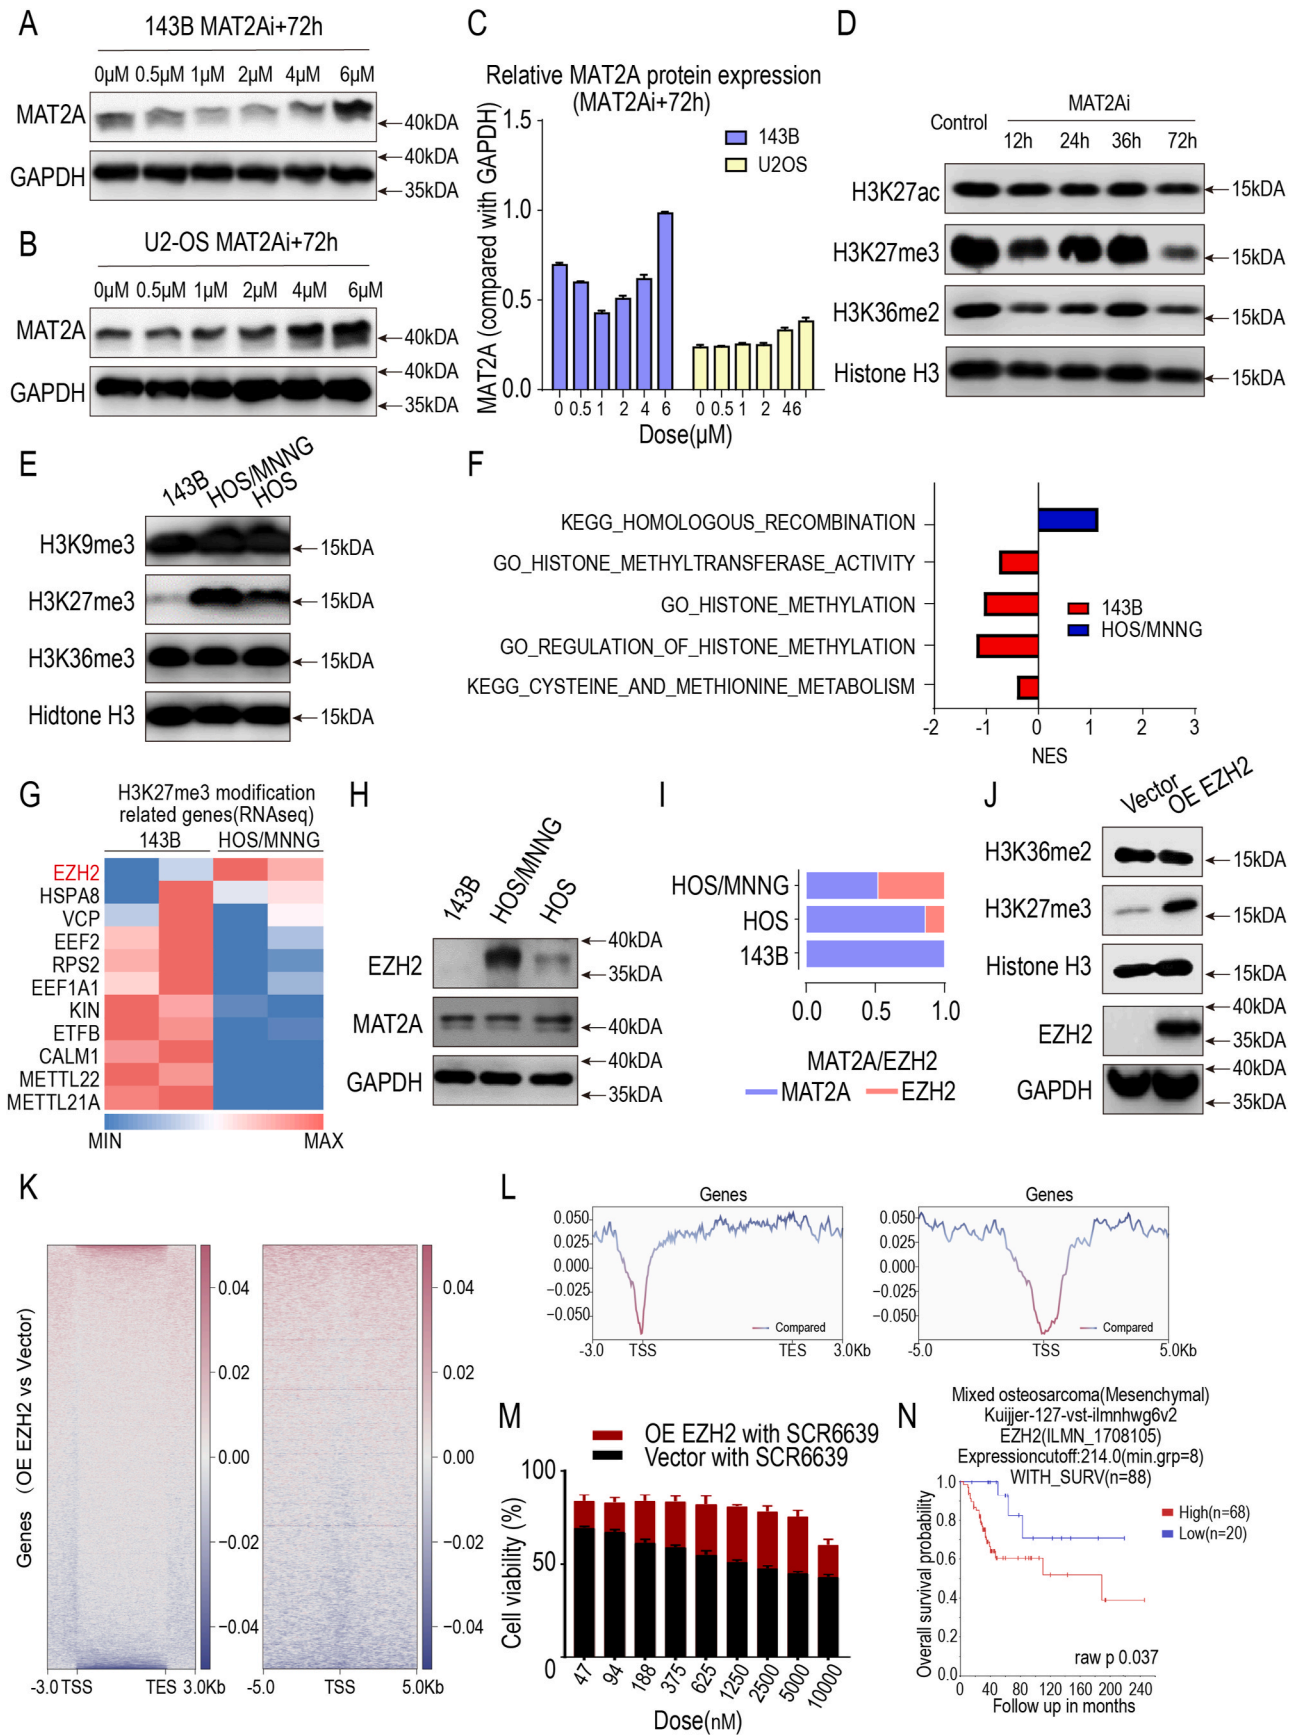 A
143B MAT2Ai+72h
0µM 0.5µM 1µM 2µM 4µM 6µM
MAT2A
40kDA
GAPDH
40kDA
35kDA
B
U2-OS MAT2Ai+72h
0µM 0.5µM 1µM 2µM 4µM 6µM
MAT2A
40kDA
GAPDH
40kDA
35kDA
C
Relative MAT2A protein expression
(MAT2Ai+72h)
MAT2A (compared with GAPDH)
1.5
1.0
0.5
0.0
143B
U2OS
0 0.5 1 2 4 6 0 0.5 1 2 46
Dose(µM)
D
MAT2Ai
Control
12h 24h 36h 72h
H3K27ac
15kDA
H3K27me3
15kDA
H3K36me2
15kDA
Histone H3
15kDA
E
143B HOS/MNNG HOS
H3K9me3
15kDA
H3K27me3
15kDA
H3K36me3
15kDA
Hidtone H3
15kDA
F
KEGG_HOMOLOGOUS_RECOMBINATION
GO_HISTONE_METHYLTRANSFERASE_ACTIVITY
GO_HISTONE_METHYLATION
GO_REGULATION_OF_HISTONE_METHYLATION
KEGG_CYSTEINE_AND_METHIONINE_METABOLISM
143B
HOS/MNNG
-2 -1 0 1 2 3
NES
G
H3K27me3 modification
related genes(RNAseq)
143B HOS/MNNG
EZH2
HSPA8
VCP
EEF2
RPS2
EEF1A1
KIN
ETFB
CALM1
METTL22
METTL21A
MIN MAX
H
143B HOS/MNNG HOS
EZH2
40kDA
35kDA
MAT2A
40kDA
GAPDH
40kDA
35kDA
I
HOS/MNNG
HOS
143B
0.0 0.5 1.0
MAT2A/EZH2
MAT2A EZH2
J
Vector OE EZH2
H3K36me2
15kDA
H3K27me3
15kDA
Histone H3
15kDA
EZH2
40kDA
35kDA
GAPDH
40kDA
35kDA
K
Genes （OE EZH2 vs Vector)
0.04
0.02
0.00
−0.02
−0.04
-3.0 TSS TES 3.0Kb
0.04
0.02
0.00
−0.02
−0.04
-5.0 TSS 5.0Kb
L
Genes
0.050
0.025
0.000
−0.025
−0.050
Compared
-3.0 TSS TES 3.0Kb
Genes
0.050
0.025
0.000
−0.025
−0.050
Compared
-5.0 TSS 5.0Kb
M
OE EZH2 with SCR6639
Vector with SCR6639
Cell viability (%)
100
50
0
47 94 188 375 625 1250 2500 5000 10000
Dose(nM)
N
Mixed osteosarcoma(Mesenchymal)
Kuijjer-127-vst-ilmnhwg6v2
EZH2(ILMN_1708105)
Expressioncutoff:214.0(min.grp=8)
WITH_SURV(n=88)
Overall survival probability
1.0
0.8
0.6
0.4
0.2
0.0
High(n=68)
Low(n=20)
raw p 0.037
0 40 80 120 160 200 240
Follow up in months